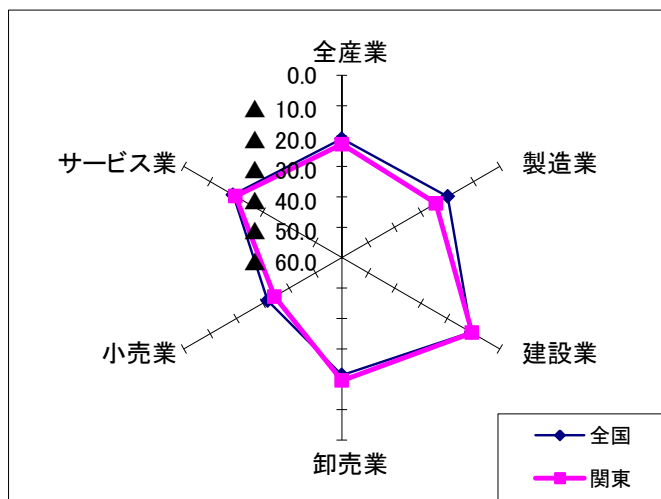 全産業
0.0
▲ 10.0
▲ 20.0
サービス業
製造業
▲ 30.0
▲ 40.0
▲ 50.0
▲ 60.0
小売業
建設業
卸売業
全国
関東